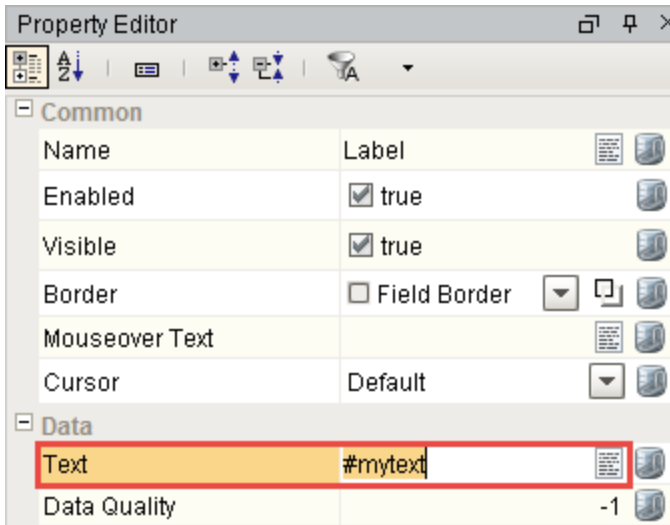 Property Editor
A
Z
A
Common
Name Label
Enabled true
Visible true
Border Field Border
Mouseover Text
Cursor Default
Data
Text #mytext
Data Quality -1